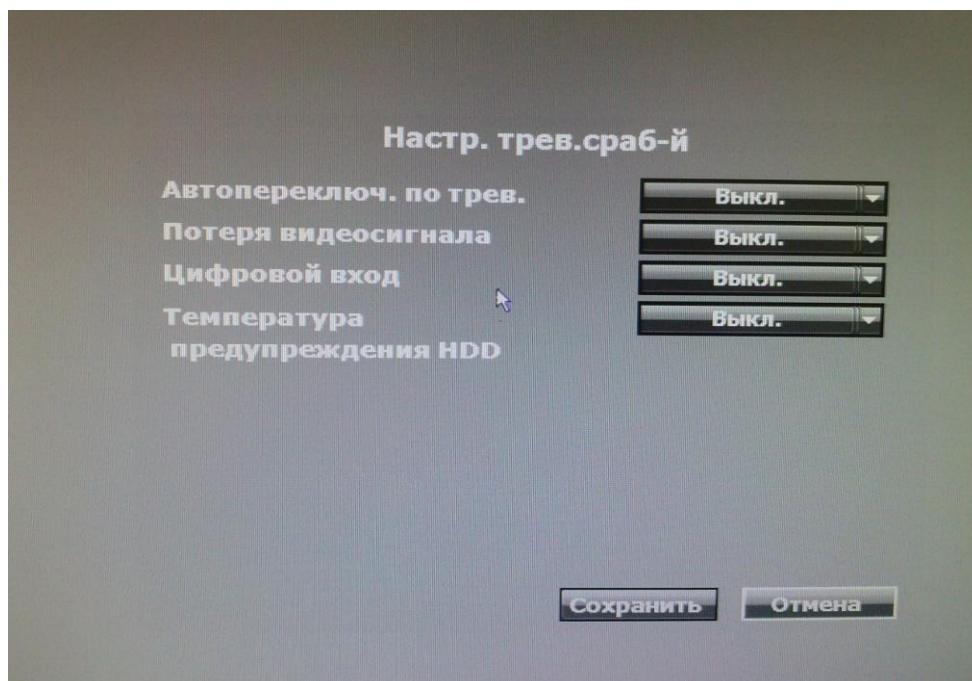 Настр. трев.сраб-й
Автопереключ. по трев. Выкл.
Потеря видеосигнала Выкл.
Цифровой вход Выкл.
Температура Выкл.
предупреждения HDD
Сохранить Отмена